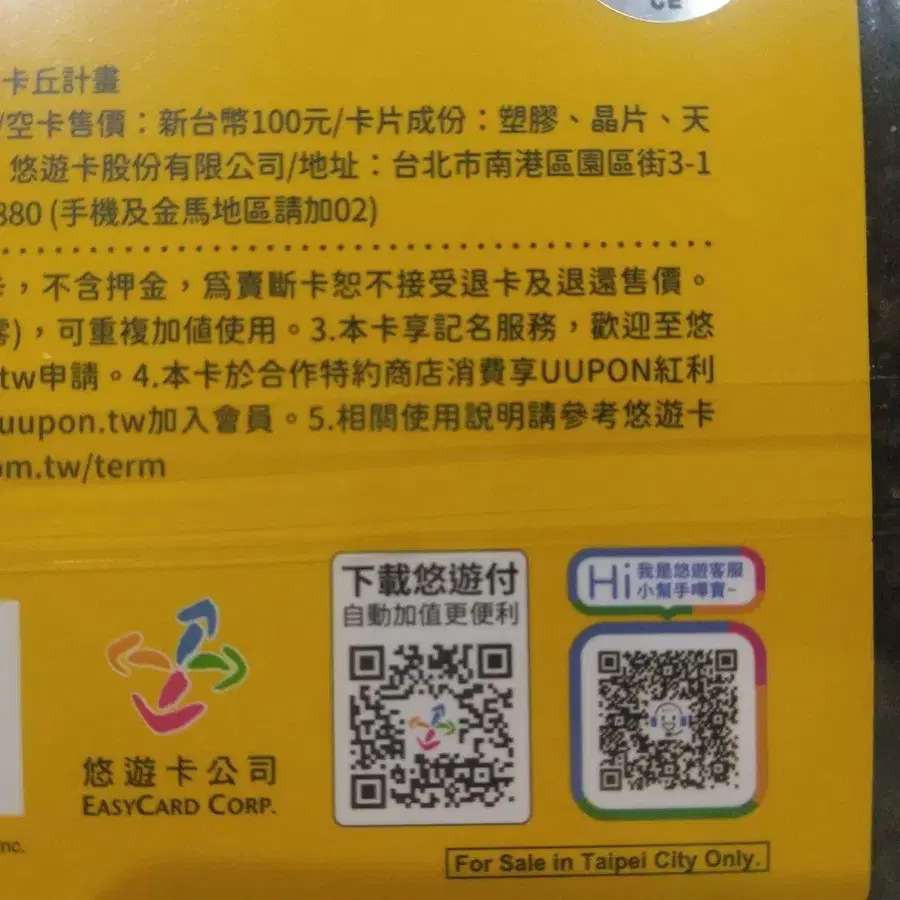 CE
卡丘計畫
/空卡售價：新台幣100元/卡片成份：塑膠、晶片、天
悠遊卡股份有限公司/地址：台北市南港區園區街3-1
880 (手機及金馬地區請加02)
，不含押金，為賣斷卡恕不接受退卡及退還售價。
零)，可重複加值使用。3.本卡享記名服務，歡迎至悠
tw申請。4.本卡於合作特約商店消費享UUPON紅利
uupon.tw加入會員。5.相關使用說明請參考悠遊卡
om.tw/term
下載悠遊付
自動加值更便利
Hi 我是悠遊客服
小幫手嗶寶~
悠遊卡公司
EASYCARD CORP.
Inc.
For Sale in Taipei City Only.